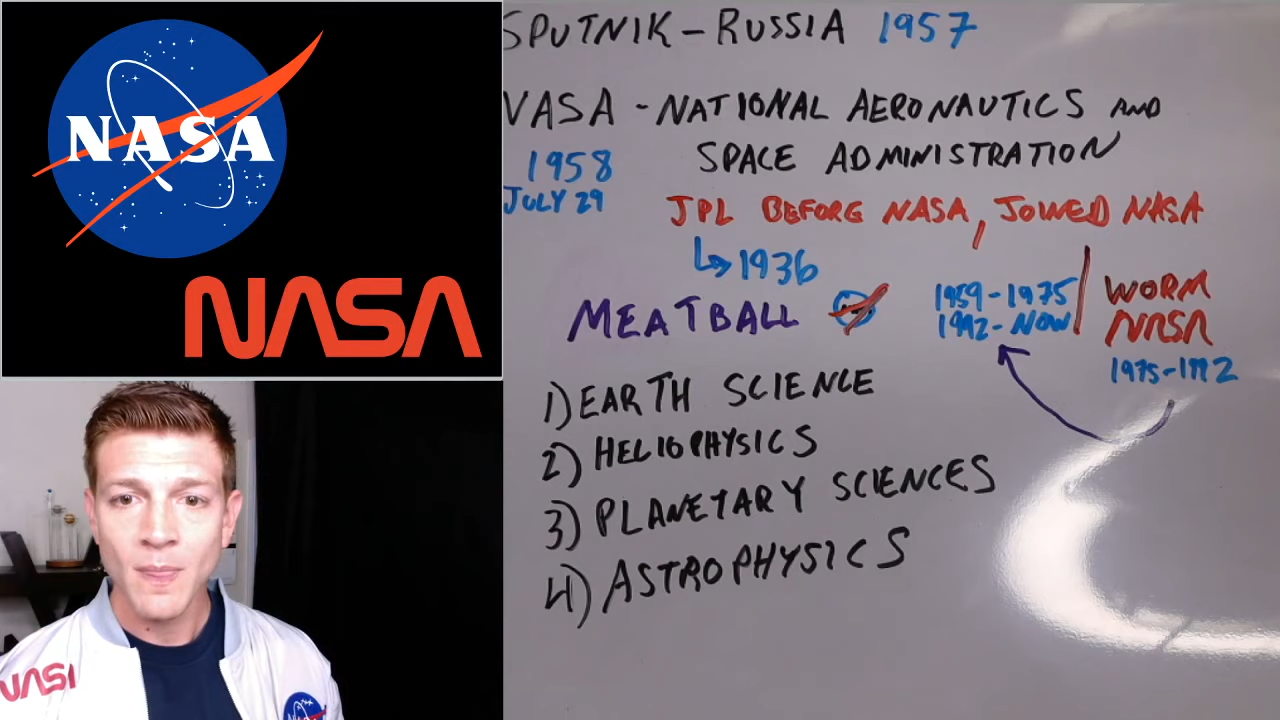 NASA
NASA
NASA
SPUTNIK - RUSSIA 1957
NASA - NATIONAL AERONAUTICS AND
SPACE ADMINISTRATION
1958
JULY 29
JPL BEFORE NASA, JOINED NASA
1936
MEATBALL
1959-1975
1992-NOW
WORM
NASA
1975-1992
1) EARTH SCIENCE
2) HELIOPHYSICS
3) PLANETARY SCIENCES
4) ASTROPHYSICS